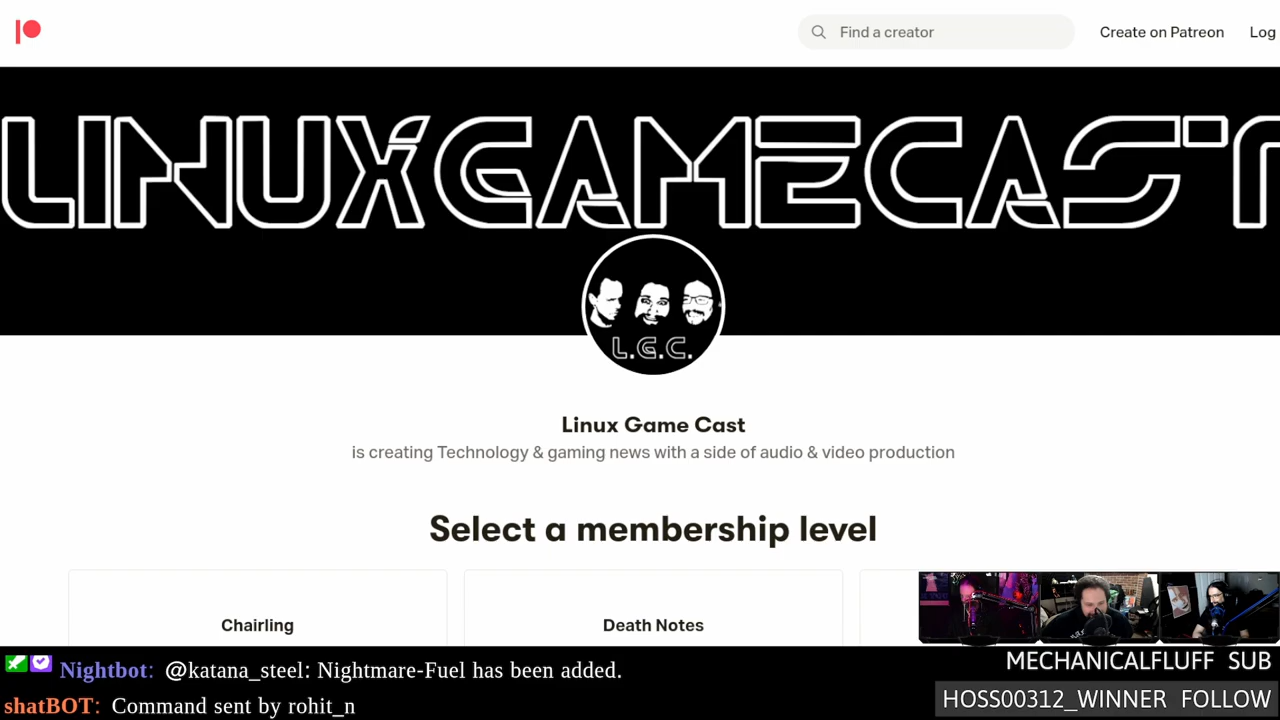 Find a creator
Create on Patreon
Log
LINUXGAMECAST
L.G.C.
Linux Game Cast
is creating Technology & gaming news with a side of audio & video production
Select a membership level
Chairling
Death Notes
Nightbot: @katana_steel: Nightmare-Fuel has been added.
shatBOT: Command sent by rohit_n
MECHANICALFLUFF SUB
HOSS00312_WINNER FOLLOW